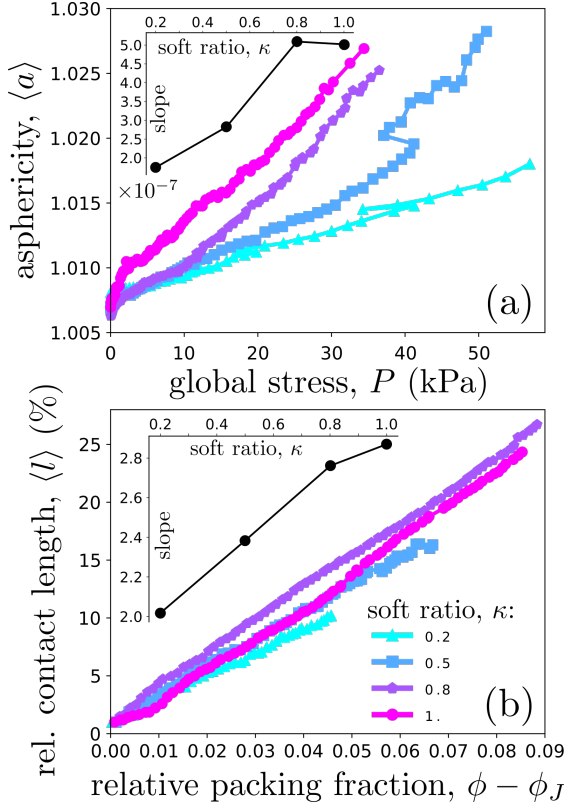 0.2 0.4 0.6 0.8 1.0
soft ratio, κ
5.0
4.5
4.0
3.5
3.0
2.5
2.0
slope
×10⁻⁷
1.030
1.025
1.020
1.015
1.010
1.005
asphericity, ⟨a⟩
(a)
0 10 20 30 40 50
global stress, P (kPa)
0.2 0.4 0.6 0.8 1.0
soft ratio, κ
2.8
2.6
2.4
2.2
2.0
slope
25
20
15
10
5
0
rel. contact length, ⟨l⟩ (%)
soft ratio, κ:
0.2
0.5
0.8
1.
(b)
0.00 0.01 0.02 0.03 0.04 0.05 0.06 0.07 0.08 0.09
relative packing fraction, ϕ − ϕ_J